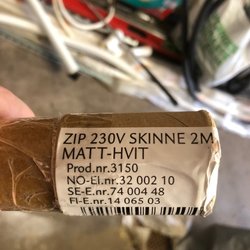 ZIP 230V SKINNE 2M
MATT-HVIT
Prod.nr.3150
NO-El.nr.32 002 10
SE-E.nr.74 004 48
FI-E.nr.14 065 03